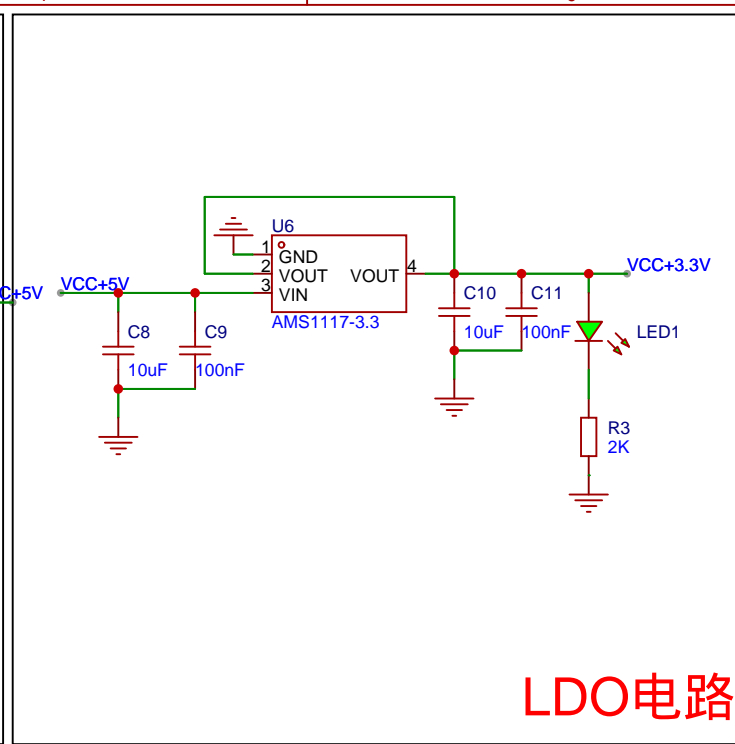 U6
1
GND
2
VOUT
VOUT
4
3
VIN
AMS1117-3.3
C+5V
VCC+5V
VCC+3.3V
C8
10uF
C9
100nF
C10
10uF
C11
100nF
LED1
R3
2K
LDO电路